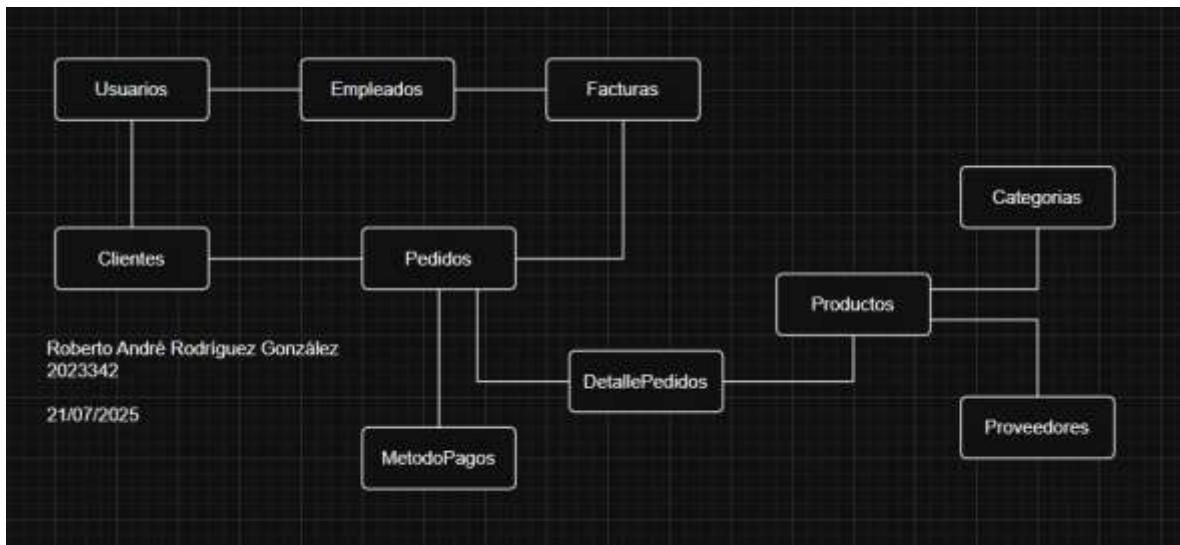 Usuarios
Empleados
Facturas
Categorias
Clientes
Pedidos
Productos
Roberto André Rodríguez González
2023342
DetallePedidos
21/07/2025
Proveedores
MetodoPagos